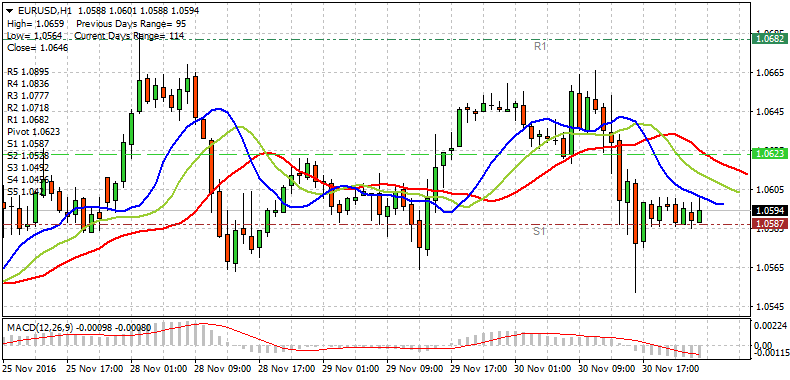 EURUSD,H1 1.0588 1.0601 1.0588 1.0594
High= 1.0659 Previous Days Range= 95
Low= 1.0564 Current Days Range= 114
Close= 1.0646
R5 1.0895
R4 1.0836
R3 1.0777
R2 1.0718
R1 1.0682
Pivot 1.0623
S1 1.0587
S2 1.0528
S3 1.0492
S4
S5
R1
S1
1.0682
1.0665
1.0645
1.0623
1.0605
1.0594
1.0587
1.0565
1.0545
MACD(12,26,9) -0.00098 -0.00080
0.00224
0.00
-0.00115
25 Nov 2016
25 Nov 17:00
28 Nov 01:00
28 Nov 09:00
28 Nov 17:00
29 Nov 01:00
29 Nov 09:00
29 Nov 17:00
30 Nov 01:00
30 Nov 09:00
30 Nov 17:00